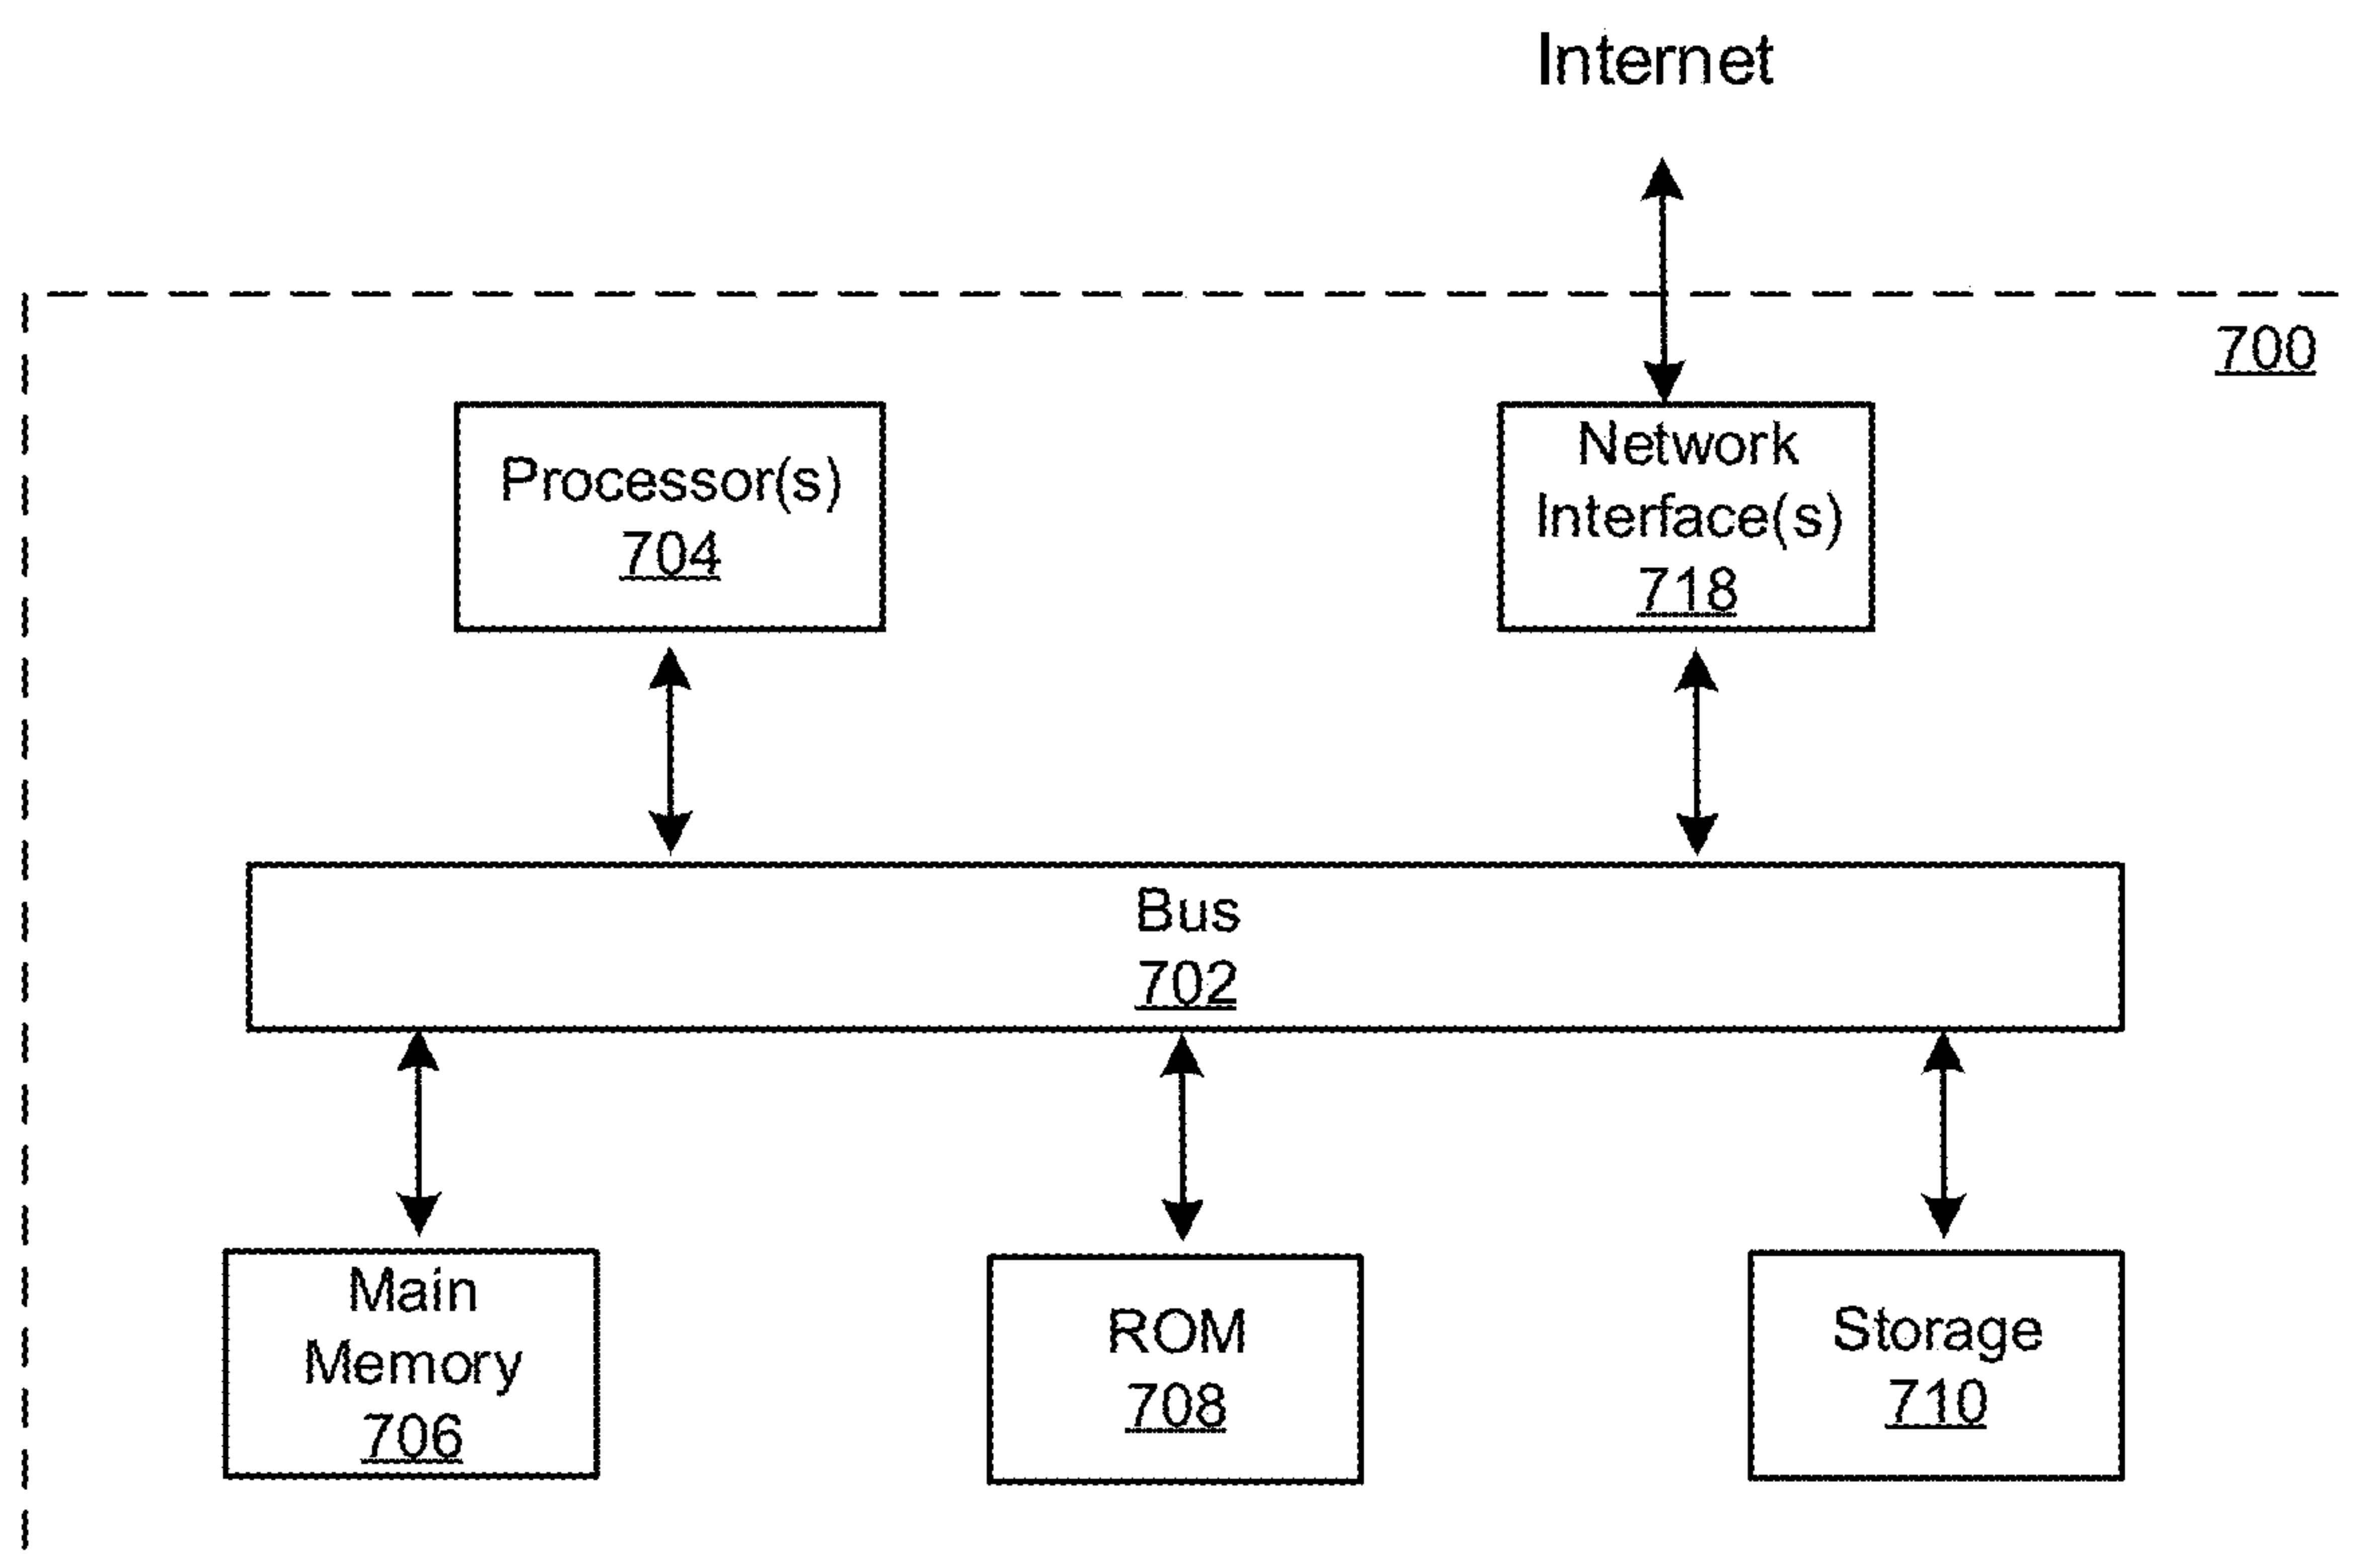 Internet
700
Processor(s)
704
Network
Interface(s)
718
Bus
702
Main
Memory
706
ROM
708
Storage
710